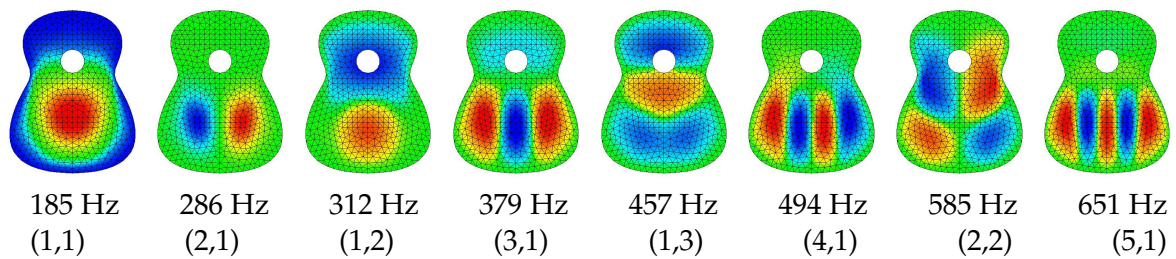 185 Hz 286 Hz 312 Hz 379 Hz 457 Hz 494 Hz 585 Hz 651 Hz
(1,1) (2,1) (1,2) (3,1) (1,3) (4,1) (2,2) (5,1)